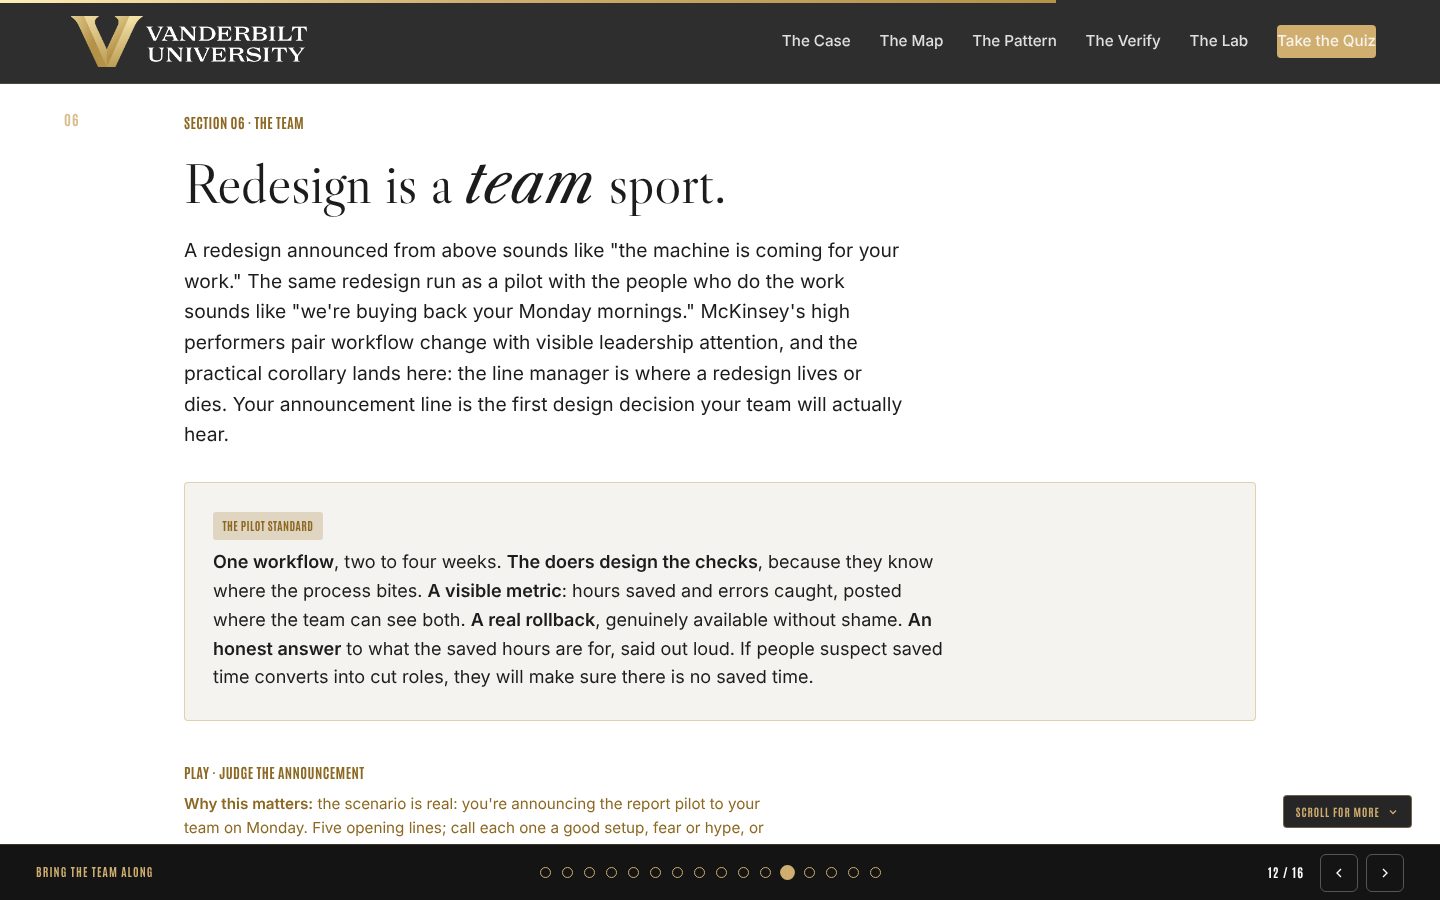 VANDERBILT
UNIVERSITY
The Case
The Map
The Pattern
The Verify
The Lab
Take the Quiz
06
SECTION 06 · THE TEAM
Redesign is a team sport.
A redesign announced from above sounds like "the machine is coming for your
work." The same redesign run as a pilot with the people who do the work
sounds like "we're buying back your Monday mornings." McKinsey's high
performers pair workflow change with visible leadership attention, and the
practical corollary lands here: the line manager is where a redesign lives or
dies. Your announcement line is the first design decision your team will actually
hear.
THE PILOT STANDARD
One workflow, two to four weeks. The doers design the checks, because they know
where the process bites. A visible metric: hours saved and errors caught, posted
where the team can see both. A real rollback, genuinely available without shame. An
honest answer to what the saved hours are for, said out loud. If people suspect saved
time converts into cut roles, they will make sure there is no saved time.
PLAY · JUDGE THE ANNOUNCEMENT
Why this matters: the scenario is real: you're announcing the report pilot to your
team on Monday. Five opening lines; call each one a good setup, fear or hype, or
SCROLL FOR MORE
BRING THE TEAM ALONG
12 / 16